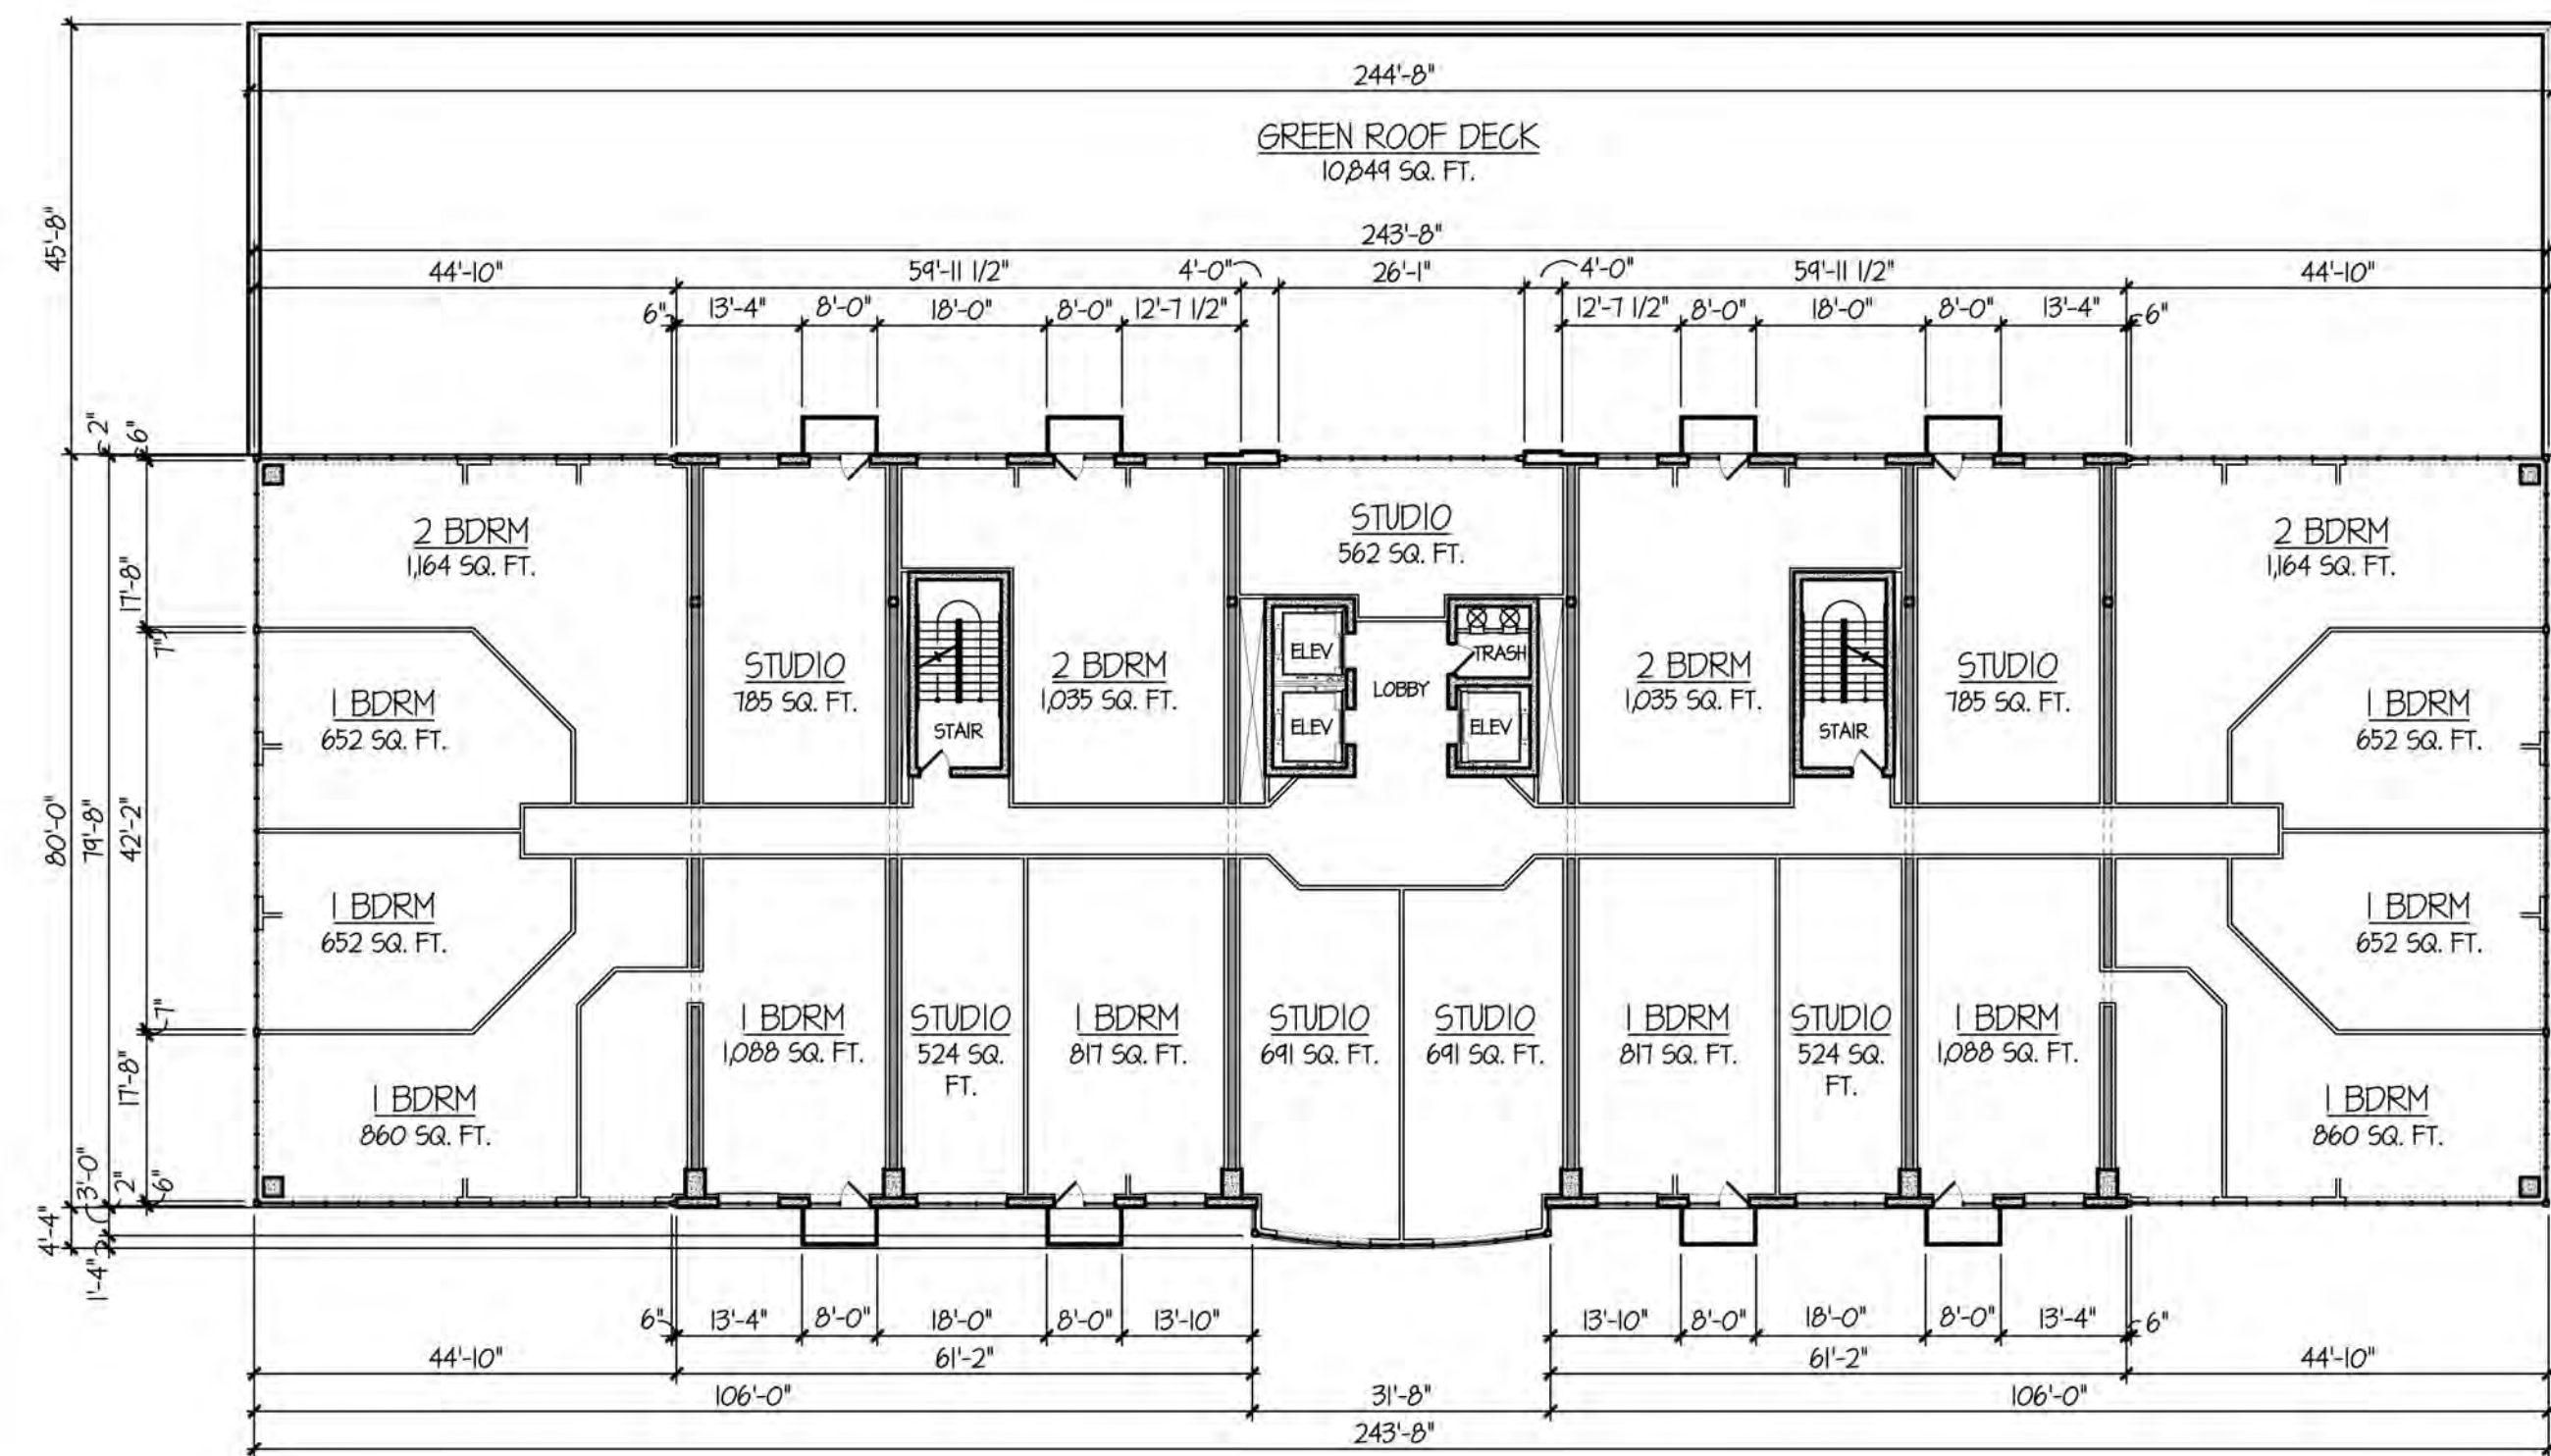 244'-8"
GREEN ROOF DECK
10,849 SQ. FT.
45'-8"
243'-8"
44'-10" 59'-11 1/2" 4'-0" 26'-1" 4'-0" 59'-11 1/2" 44'-10"
6" 13'-4" 8'-0" 18'-0" 8'-0" 12'-7 1/2" 12'-7 1/2" 8'-0" 18'-0" 8'-0" 13'-4" 6"
2" 6"
2 BDRM
1,164 SQ. FT.
STUDIO
562 SQ. FT.
2 BDRM
1,164 SQ. FT.
17'-8"
7"
1 BDRM
652 SQ. FT.
STUDIO
785 SQ. FT.
STAIR
2 BDRM
1,035 SQ. FT.
ELEV
ELEV
LOBBY
TRASH
ELEV
2 BDRM
1,035 SQ. FT.
STAIR
STUDIO
785 SQ. FT.
1 BDRM
652 SQ. FT.
80'-0" 79'-8" 42'-2"
1 BDRM
652 SQ. FT.
1 BDRM
652 SQ. FT.
7"
17'-8"
1 BDRM
860 SQ. FT.
1 BDRM
1,088 SQ. FT.
STUDIO
524 SQ.
FT.
1 BDRM
817 SQ. FT.
STUDIO
691 SQ. FT.
STUDIO
691 SQ. FT.
1 BDRM
817 SQ. FT.
STUDIO
524 SQ.
FT.
1 BDRM
1,088 SQ. FT.
1 BDRM
860 SQ. FT.
4'-4" 3'-0" 2" 6"
1'-4"
6" 13'-4" 8'-0" 18'-0" 8'-0" 13'-10" 13'-10" 8'-0" 18'-0" 8'-0" 13'-4" 6"
44'-10" 61'-2" 61'-2" 44'-10"
106'-0" 31'-8" 106'-0"
243'-8"